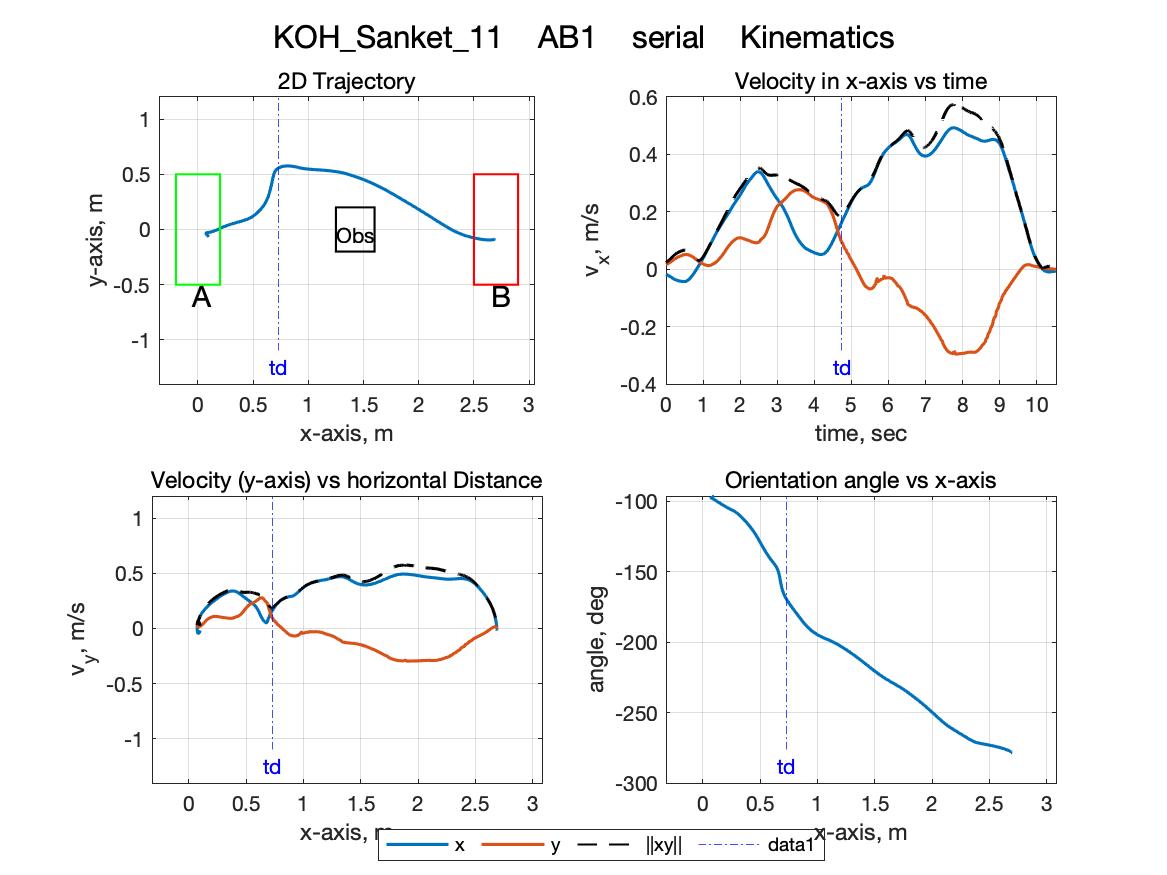 KOH_Sanket_11 AB1 serial Kinematics
2D Trajectory
1
0.5
0
-0.5
-1
y-axis, m
A
Obs
B
td
0 0.5 1 1.5 2 2.5 3
x-axis, m
Velocity in x-axis vs time
0.6
0.4
0.2
0
-0.2
-0.4
vx, m/s
td
0 1 2 3 4 5 6 7 8 9 10
time, sec
Velocity (y-axis) vs horizontal Distance
1
0.5
0
-0.5
-1
vy, m/s
td
0 0.5 1 1.5 2 2.5 3
x-axis, m
Orientation angle vs x-axis
-100
-150
-200
-250
-300
angle, deg
td
0 0.5 1 1.5 2 2.5 3
x-axis, m
x y ||xy|| data1